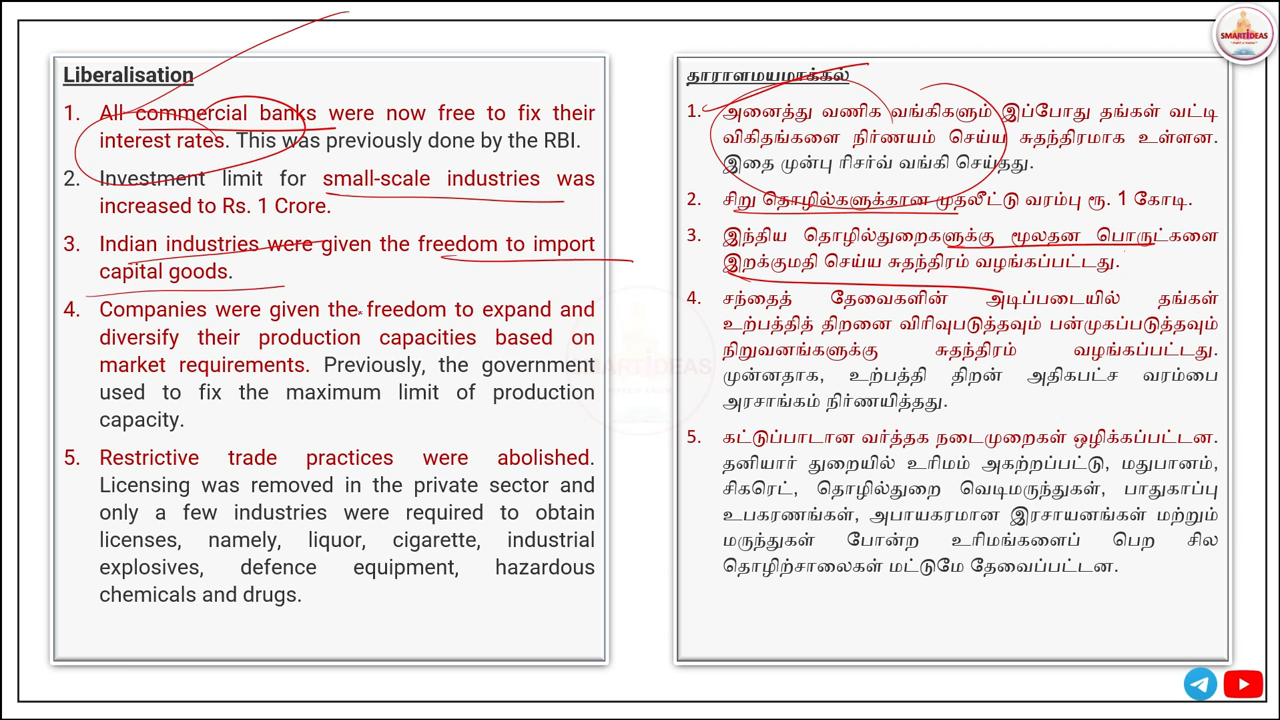 SMARTIDEAS
Liberalisation
1. All commercial banks were now free to fix their
interest rates. This was previously done by the RBI.
2. Investment limit for small-scale industries was
increased to Rs. 1 Crore.
3. Indian industries were given the freedom to import
capital goods.
4. Companies were given the freedom to expand and
diversify their production capacities based on
market requirements. Previously, the government
used to fix the maximum limit of production
capacity.
5. Restrictive trade practices were abolished.
Licensing was removed in the private sector and
only a few industries were required to obtain
licenses, namely, liquor, cigarette, industrial
explosives, defence equipment, hazardous
chemicals and drugs.
தாராளமயமாக்கல்
1. அனைத்து வணிக வங்கிகளும் இப்போது தங்கள் வட்டி
விகிதங்களை நிர்ணயம் செய்ய சுதந்திரமாக உள்ளன.
இதை முன்பு ரிசர்வ் வங்கி செய்தது.
2. சிறு தொழில்களுக்கான முதலீட்டு வரம்பு ரூ. 1 கோடி.
3. இந்திய தொழில்துறைகளுக்கு மூலதன பொருட்களை
இறக்குமதி செய்ய சுதந்திரம் வழங்கப்பட்டது.
4. சந்தைத் தேவைகளின் அடிப்படையில் தங்கள்
உற்பத்தித் திறனை விரிவுபடுத்தவும் பன்முகப்படுத்தவும்
நிறுவனங்களுக்கு சுதந்திரம் வழங்கப்பட்டது.
முன்னதாக, உற்பத்தி திறன் அதிகபட்ச வரம்பை
அரசாங்கம் நிர்ணயித்தது.
5. கட்டுப்பாடான வர்த்தக நடைமுறைகள் ஒழிக்கப்பட்டன.
தனியார் துறையில் உரிமம் அகற்றப்பட்டு, மதுபானம்,
சிகரெட், தொழில்துறை வெடிமருந்துகள், பாதுகாப்பு
உபகரணங்கள், அபாயகரமான இரசாயனங்கள் மற்றும்
மருந்துகள் போன்ற உரிமங்களைப் பெற சில
தொழிற்சாலைகள் மட்டுமே தேவைப்பட்டன.